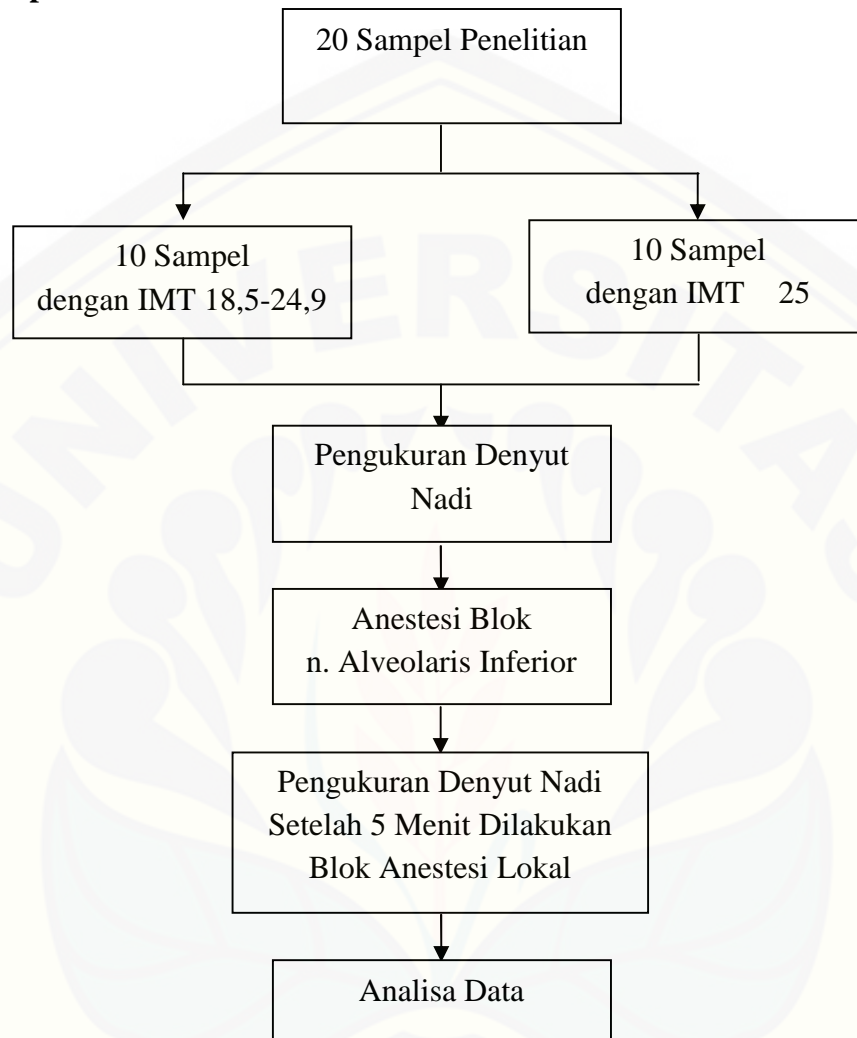 20 Sampel Penelitian
10 Sampel
dengan IMT 18,5-24,9
10 Sampel
dengan IMT 25
Pengukuran Denyut
Nadi
Anestesi Blok
n. Alveolaris Inferior
Pengukuran Denyut Nadi
Setelah 5 Menit Dilakukan
Blok Anestesi Lokal
Analisa Data
UNIVERSITAS